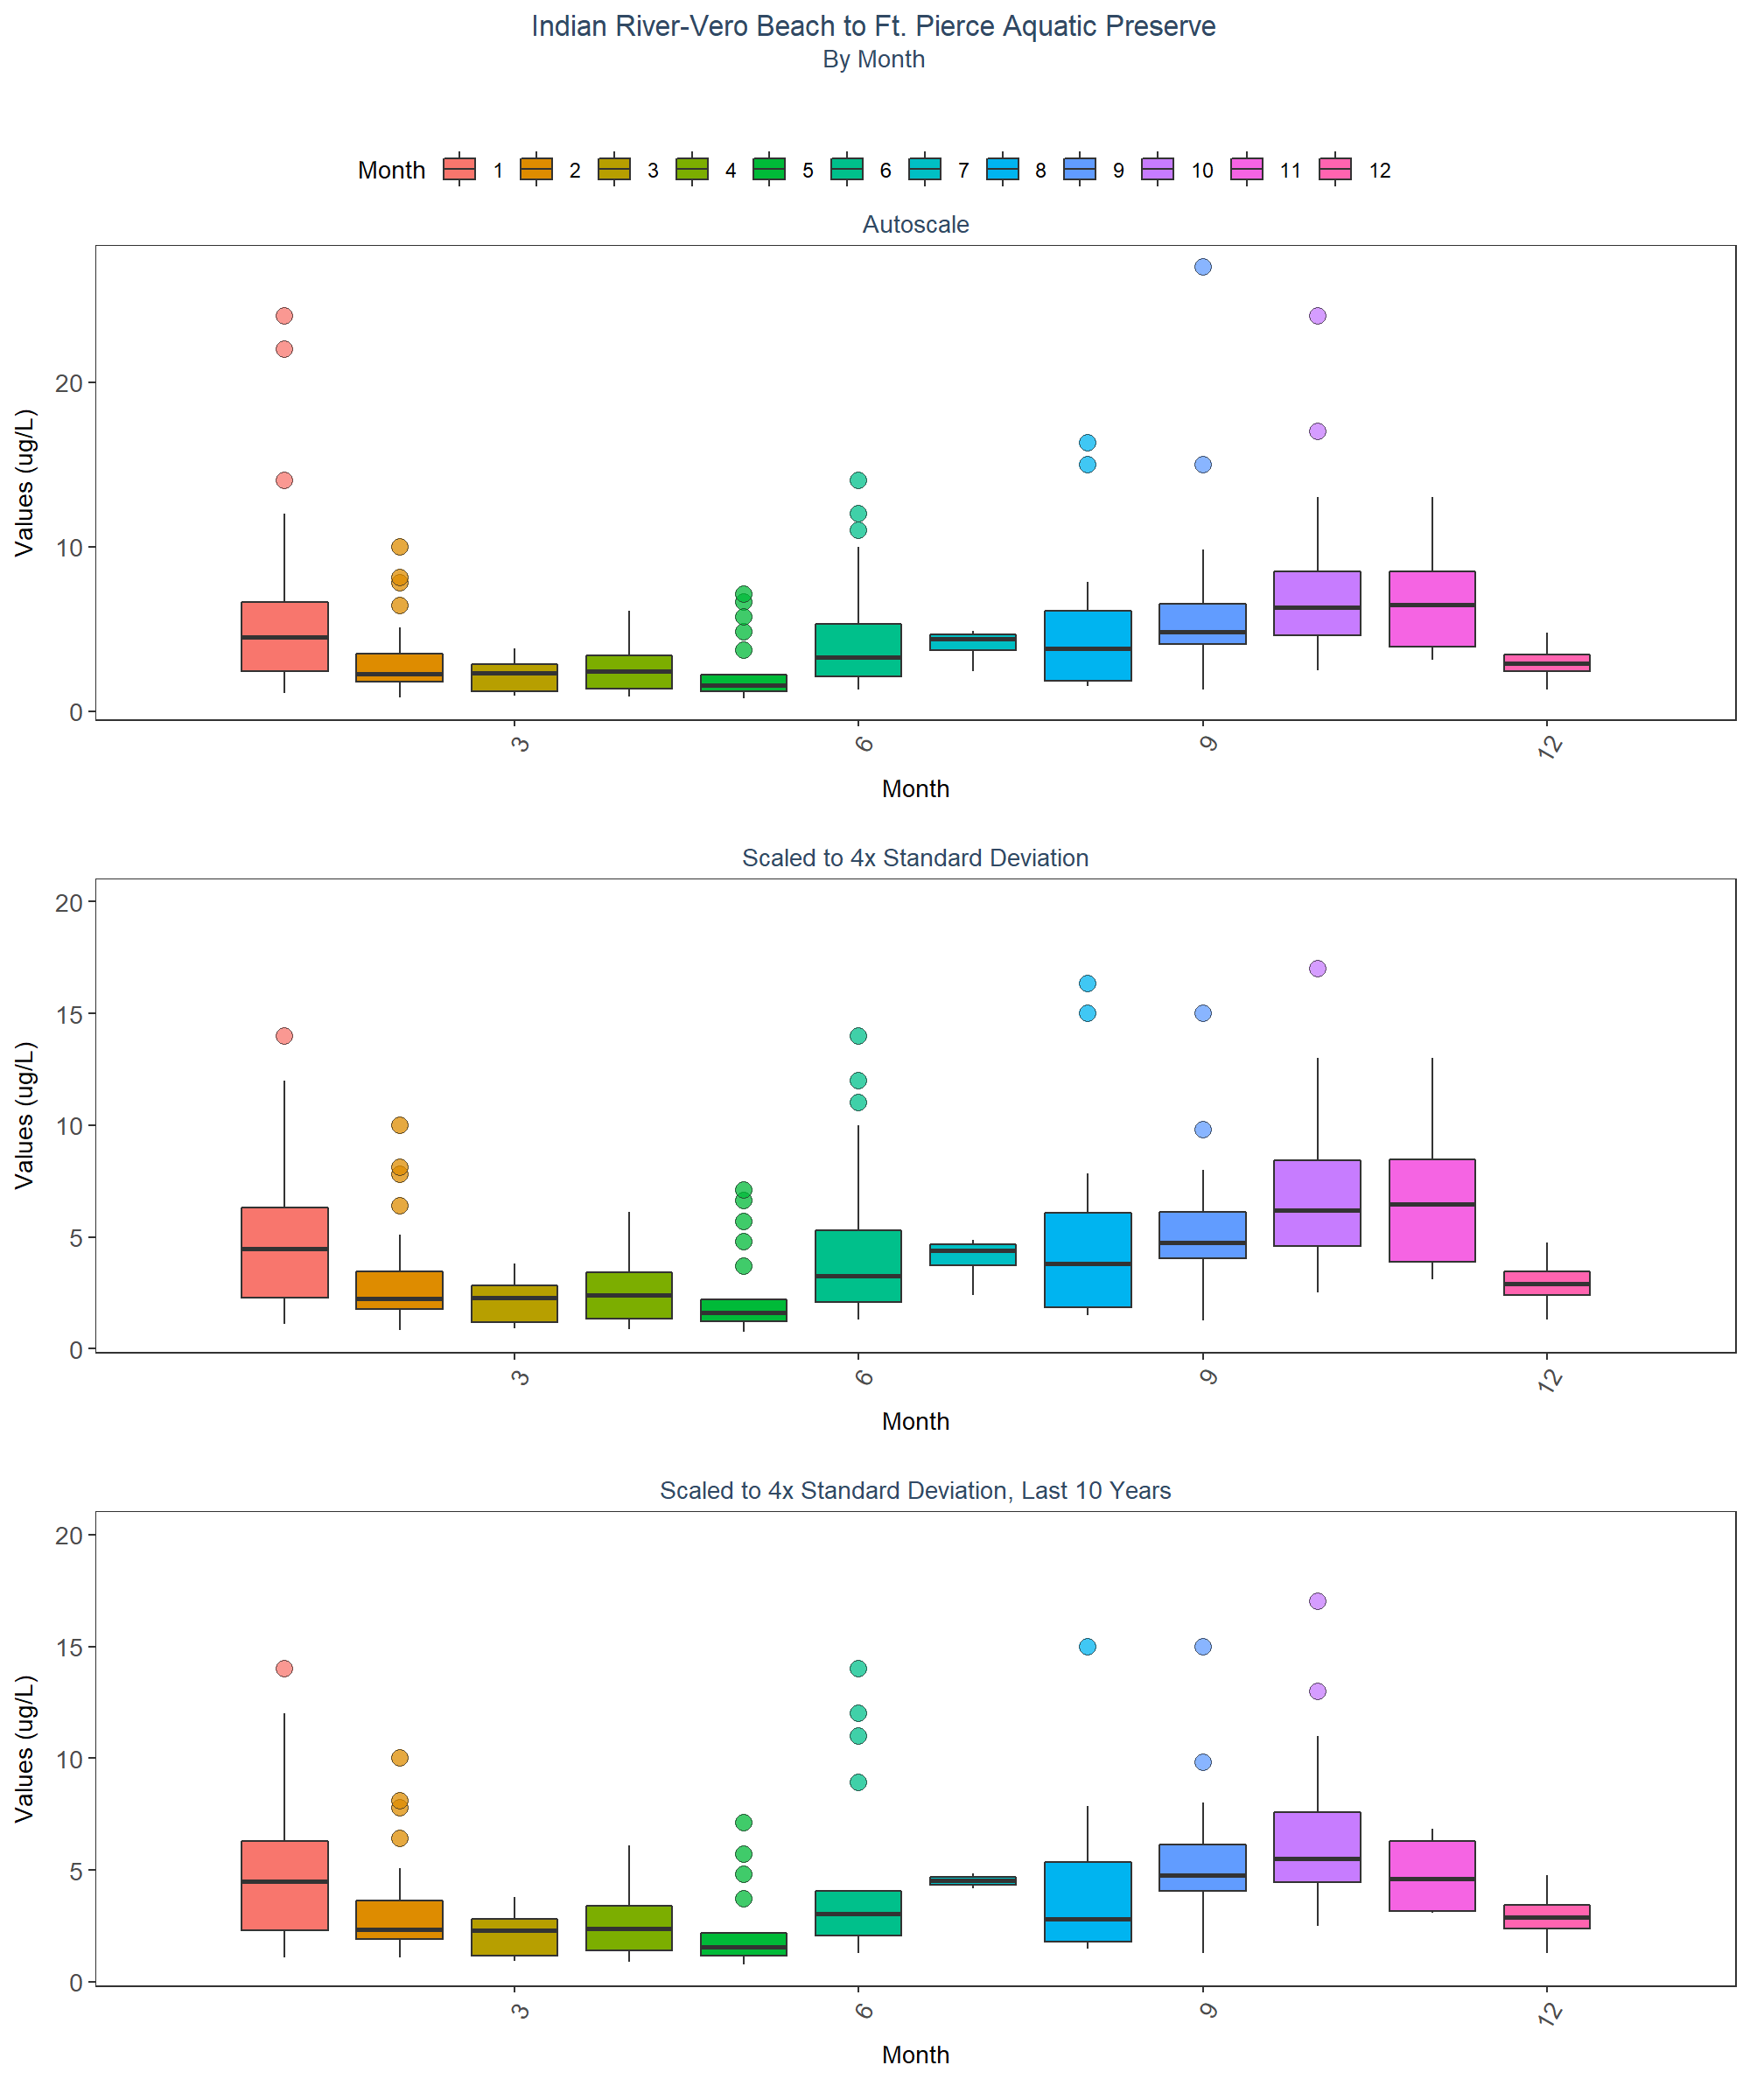 Indian River-Vero Beach to Ft. Pierce Aquatic Preserve
By Month
Month 1 2 3 4 5 6 7 8 9 10 11 12
Autoscale
Values (ug/L)
20
10
0
3 6 9 12
Month
Scaled to 4x Standard Deviation
Values (ug/L)
20
15
10
5
0
3 6 9 12
Month
Scaled to 4x Standard Deviation, Last 10 Years
Values (ug/L)
20
15
10
5
0
3 6 9 12
Month